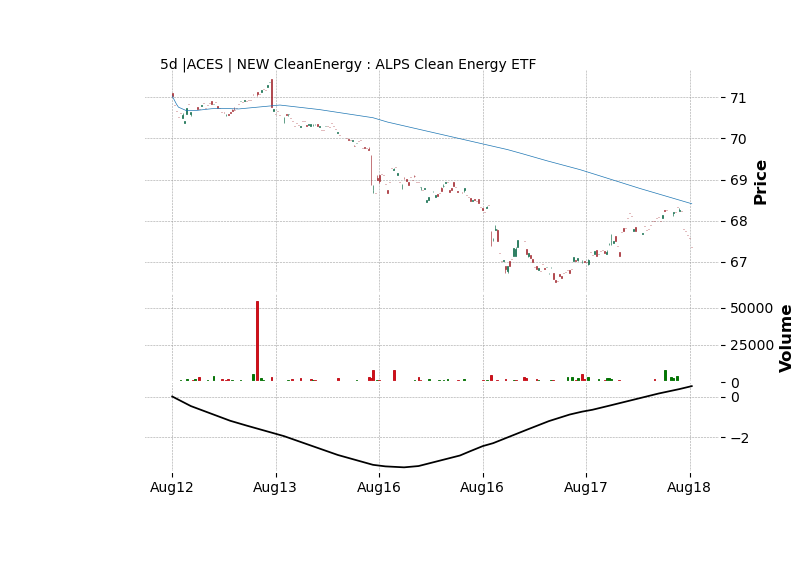 5d |ACES | NEW CleanEnergy : ALPS Clean Energy ETF
71
70
69
68
67
Price
50000
25000
0
Volume
0
−2
Aug12 Aug13 Aug16 Aug16 Aug17 Aug18